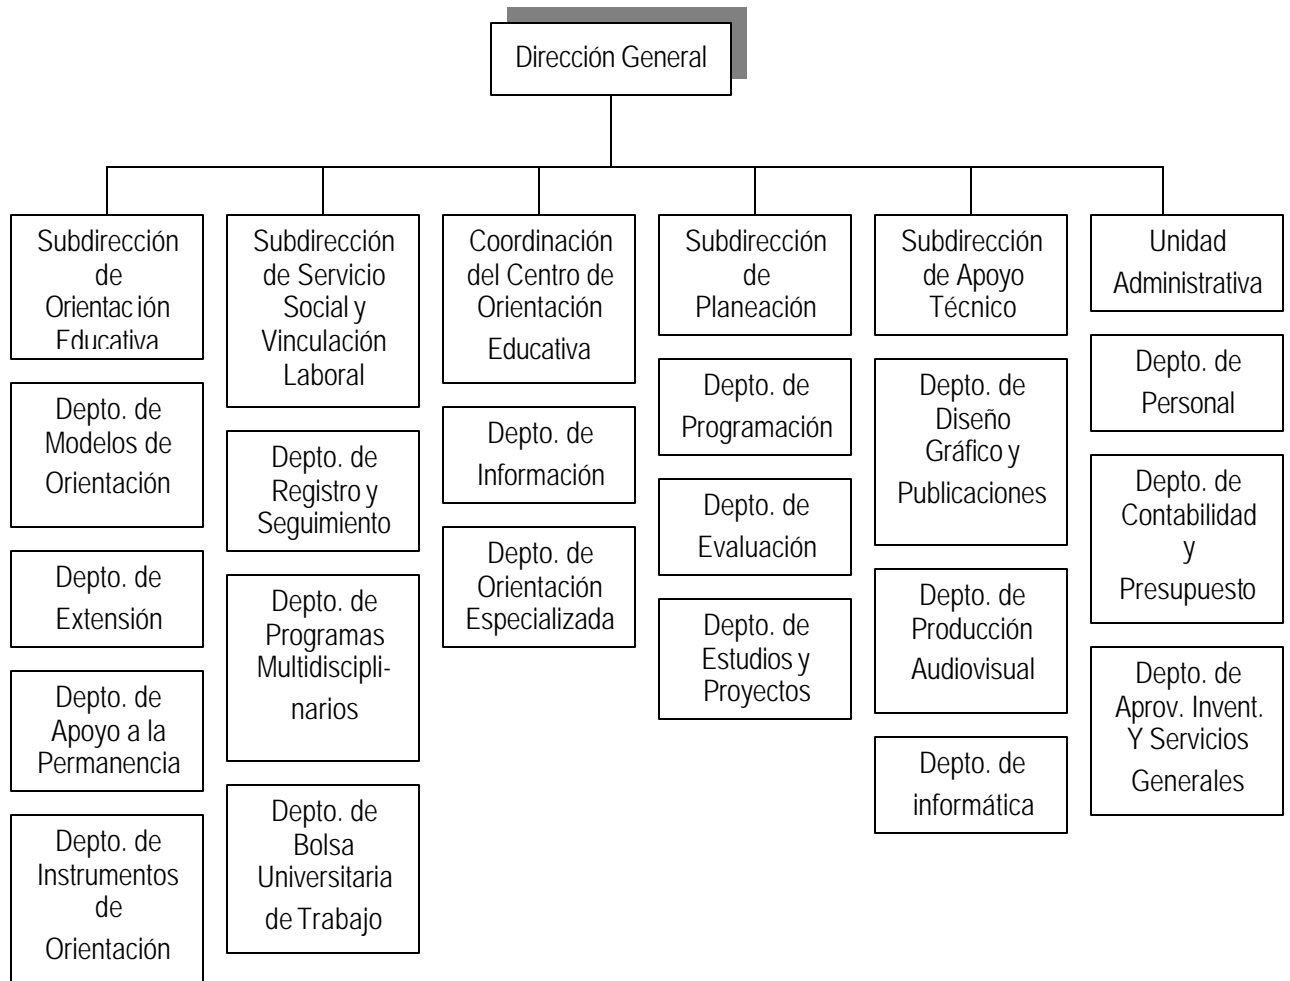 Dirección General
Subdirección
de
Orientación
Educativa
Depto. de
Modelos de
Orientación
Depto. de
Extensión
Depto. de
Apoyo a la
Permanencia
Depto. de
Instrumentos
de
Orientación
Subdirección
de Servicio
Social y
Vinculación
Laboral
Depto. de
Registro y
Seguimiento
Depto. de
Programas
Multidiscipli-
narios
Depto. de
Bolsa
Universitaria
de Trabajo
Coordinación
del Centro de
Orientación
Educativa
Depto. de
Información
Depto. de
Orientación
Especializada
Subdirección
de
Planeación
Depto. de
Programación
Depto. de
Evaluación
Depto. de
Estudios y
Proyectos
Subdirección
de Apoyo
Técnico
Depto. de
Diseño
Gráfico y
Publicaciones
Depto. de
Producción
Audiovisual
Depto. de
informática
Unidad
Administrativa
Depto. de
Personal
Depto. de
Contabilidad
y
Presupuesto
Depto. de
Aprov. Invent.
Y Servicios
Generales